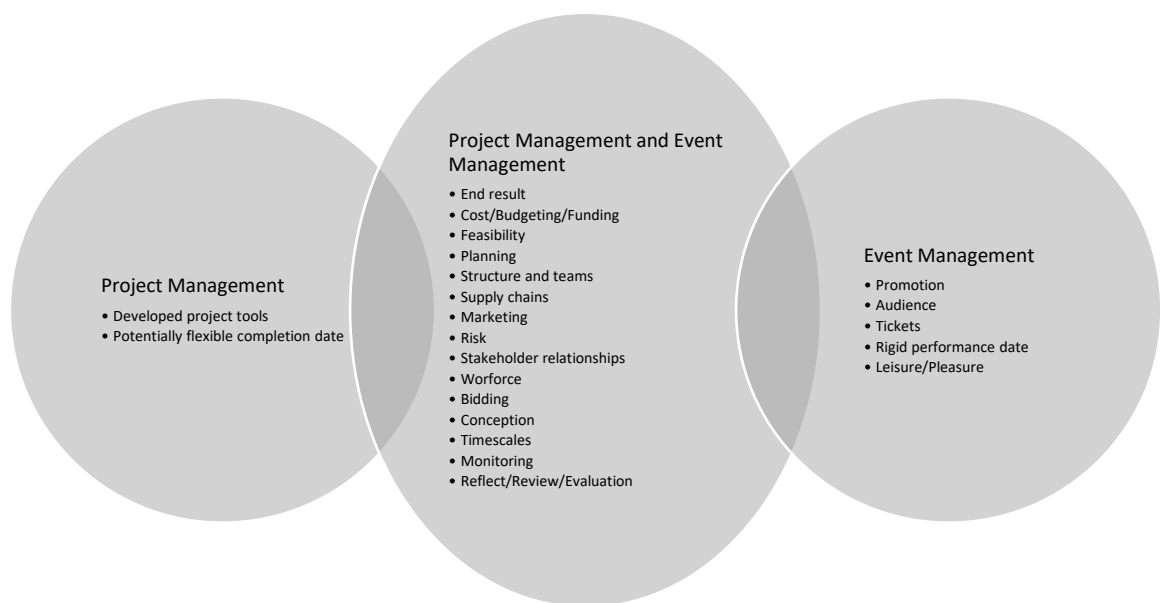 Project Management
• Developed project tools
• Potentially flexible completion date
Project Management and Event
Management
• End result
• Cost/Budgeting/Funding
• Feasibility
• Planning
• Structure and teams
• Supply chains
• Marketing
• Risk
• Stakeholder relationships
• Worforce
• Bidding
• Conception
• Timescales
• Monitoring
• Reflect/Review/Evaluation
Event Management
• Promotion
• Audience
• Tickets
• Rigid performance date
• Leisure/Pleasure